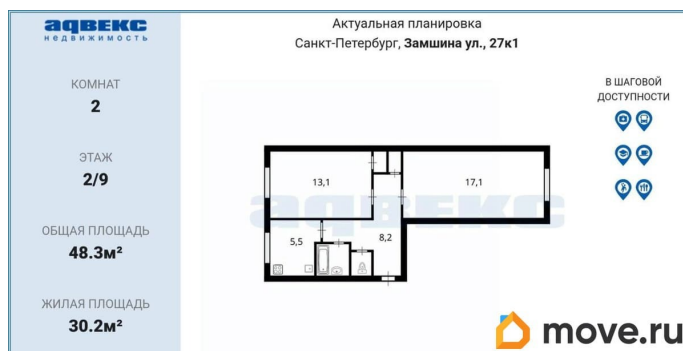 адвекс
недвижимость
КОМНАТ
2
ЭТАЖ
2/9
ОБЩАЯ ПЛОЩАДЬ
48.3м²
ЖИЛАЯ ПЛОЩАДЬ
30.2м²
Актуальная планировка
Санкт-Петербург, Замшина ул., 27к1
13,1
17,1
5,5
8,2
адвекс
В ШАГОВОЙ
ДОСТУПНОСТИ
move.ru